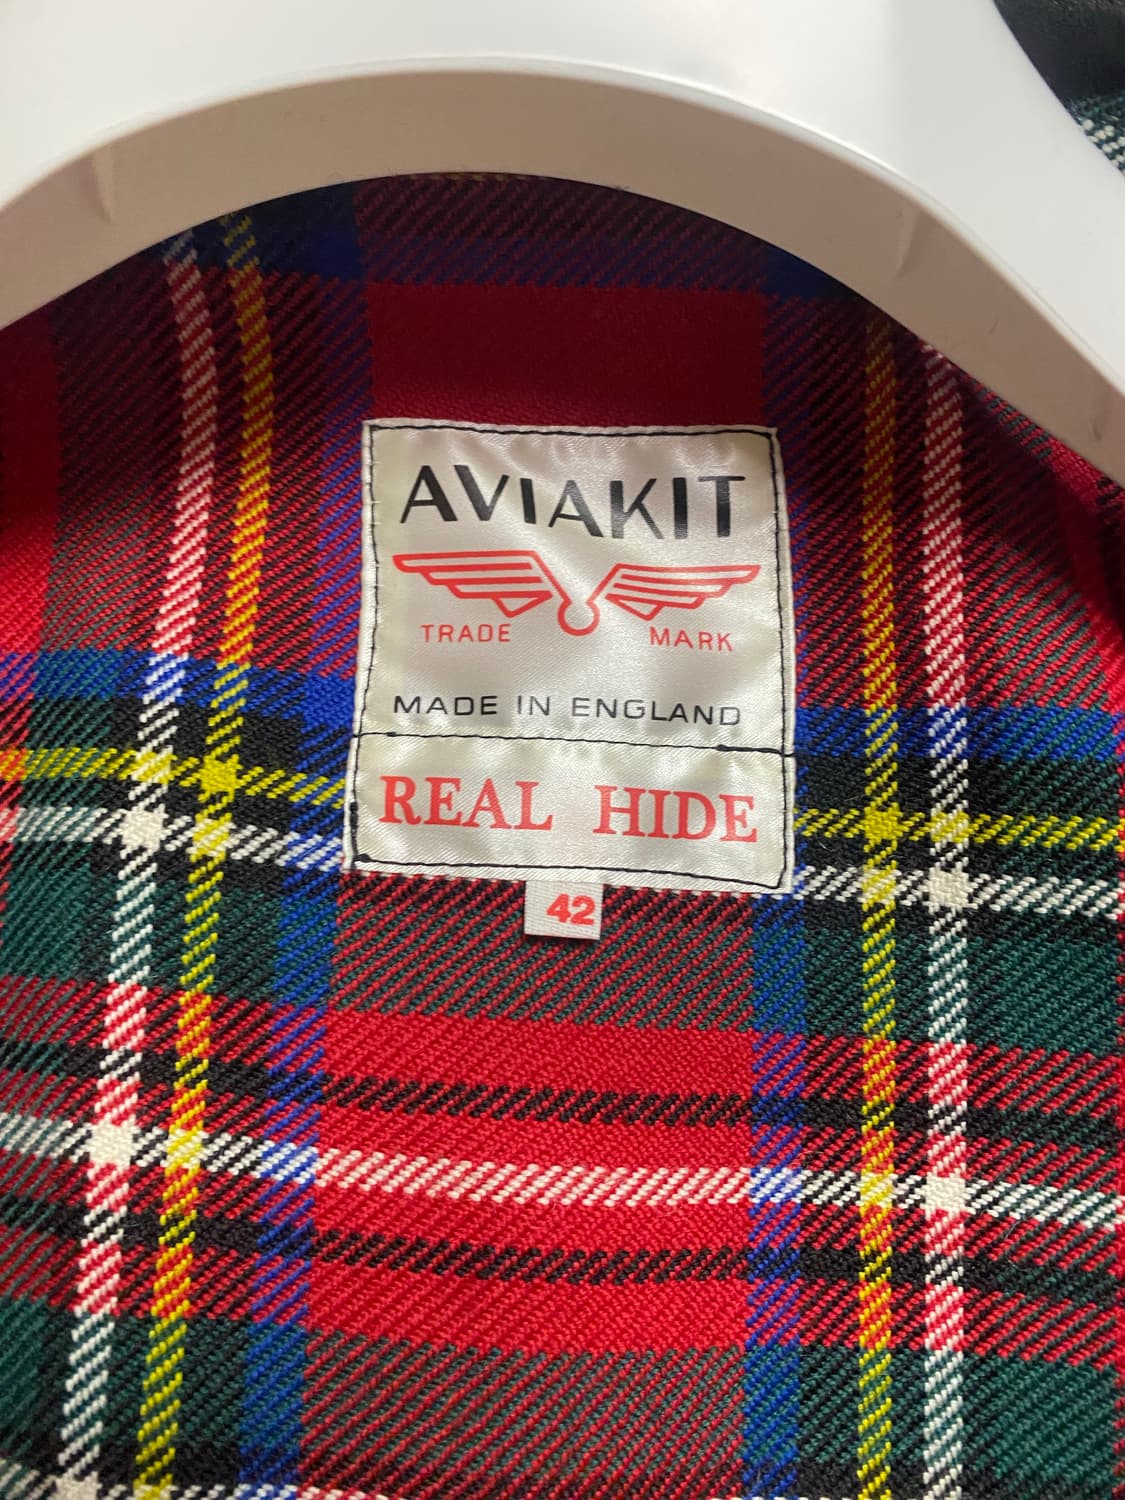 AVIAKIT
TRADE MARK
MADE IN ENGLAND
REAL HIDE
42